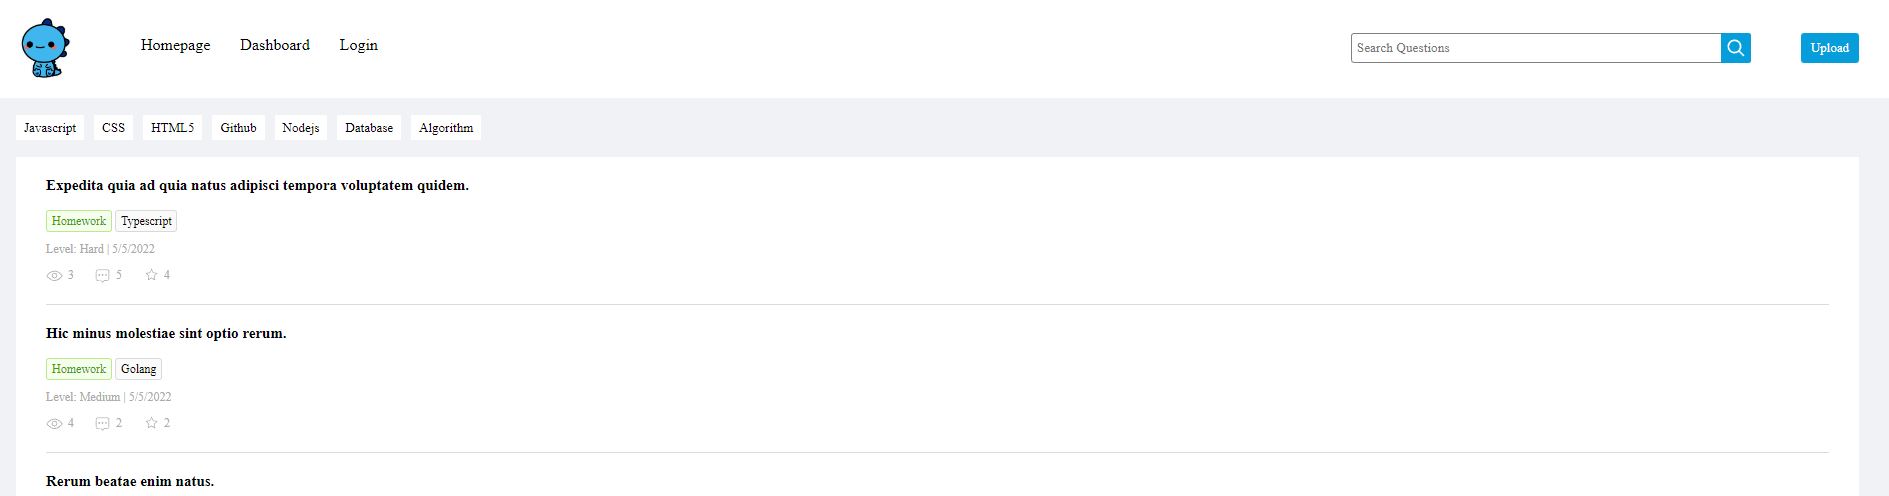 Homepage Dashboard Login Search Questions Upload
Javascript CSS HTML5 Github Nodejs Database Algorithm
Expedita quia ad quia natus adipisci tempora voluptatem quidem.
Homework Typescript
Level: Hard | 5/5/2022
3 5 4
Hic minus molestiae sint optio rerum.
Homework Golang
Level: Medium | 5/5/2022
4 2 2
Rerum beatae enim natus.